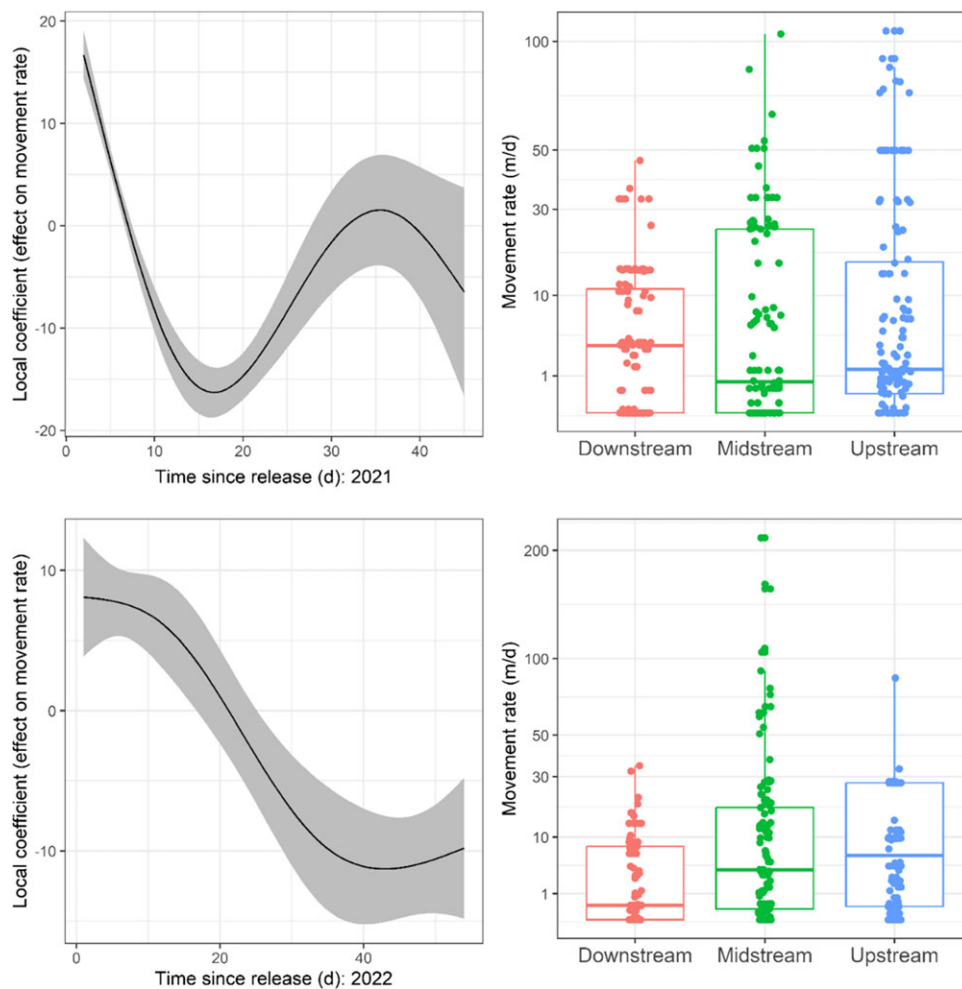 Local coefficient (effect on movement rate)
20
10
0
-10
-20
0
10
20
30
40
Time since release (d): 2021
Movement rate (m/d)
100
50
30
10
1
Downstream
Midstream
Upstream
Local coefficient (effect on movement rate)
10
0
-10
0
20
40
Time since release (d): 2022
Movement rate (m/d)
200
100
50
30
10
1
Downstream
Midstream
Upstream